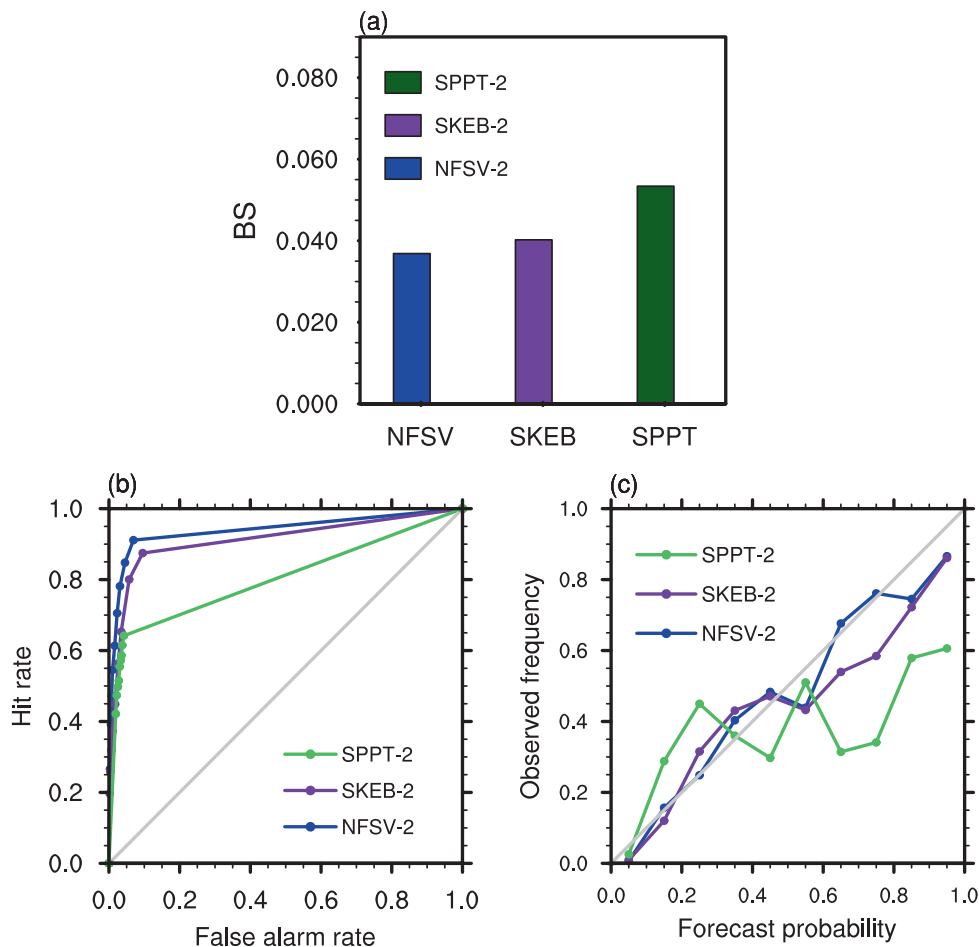 (a)
BS
0.080
0.060
0.040
0.020
0.000
SPPT-2
SKEB-2
NFSV-2
NFSV SKEB SPPT
(b)
Hit rate
1.0
0.8
0.6
0.4
0.2
0.0
SPPT-2
SKEB-2
NFSV-2
0.0 0.2 0.4 0.6 0.8 1.0
False alarm rate
(c)
Observed frequency
1.0
0.8
0.6
0.4
0.2
0.0
SPPT-2
SKEB-2
NFSV-2
0.0 0.2 0.4 0.6 0.8 1.0
Forecast probability